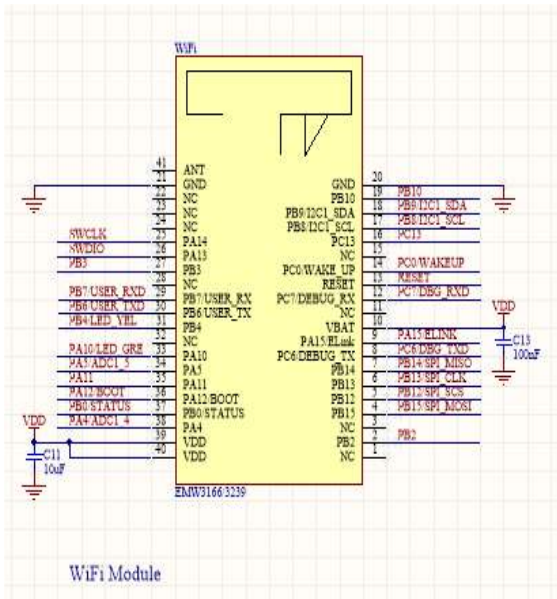 WiFi
41 ANT
21 GND
22 NC
23 NC
24 NC
SWCLK 25 PA14
SWDIO 26 PA13
PB3 27 PB3
28 NC
PB7/USER_RXD 29 PB7/USER_RX
PB6/USER_TXD 30 PB6/USER_TX
PB4/LED_YEL 31 PB4
32 NC
PA10/LED_GRE 33 PA10
PA5/ADC1_5 34 PA5
PA11 35 PA11
PA12/BOOT 36 PA12/BOOT
PB0/STATUS 37 PB0/STATUS
PA4/ADC1_4 38 PA4
VDD 39 VDD
40 VDD
C11
10uF
GND 20
PB10 19 PB10
PB9/I2C1_SDA 18 PB9/I2C1_SDA
PB8/I2C1_SCL 17 PB8/I2C1_SCL
PC13 16 PC13
NC 15
PC0/WAKE_UP 14 PC0/WAKEUP
RESET 13 RESET
PC7/DEBUG_RX 12 PC7/DBG_RXD
NC 11
VBAT 10 VDD
PA15/ELink 9 PA15/ELINK
PC6/DEBUG_TX 8 PC6/DBG_TXD
PB14 7 PB14/SPI_MISO
PB13 6 PB13/SPI_CLK
PB12 5 PB12/SPI_SCS
PB15 4 PB15/SPI_MOSI
NC 3
PB2 2 PB2
NC 1
C13
100nF
EMW3166/3239
WiFi Module